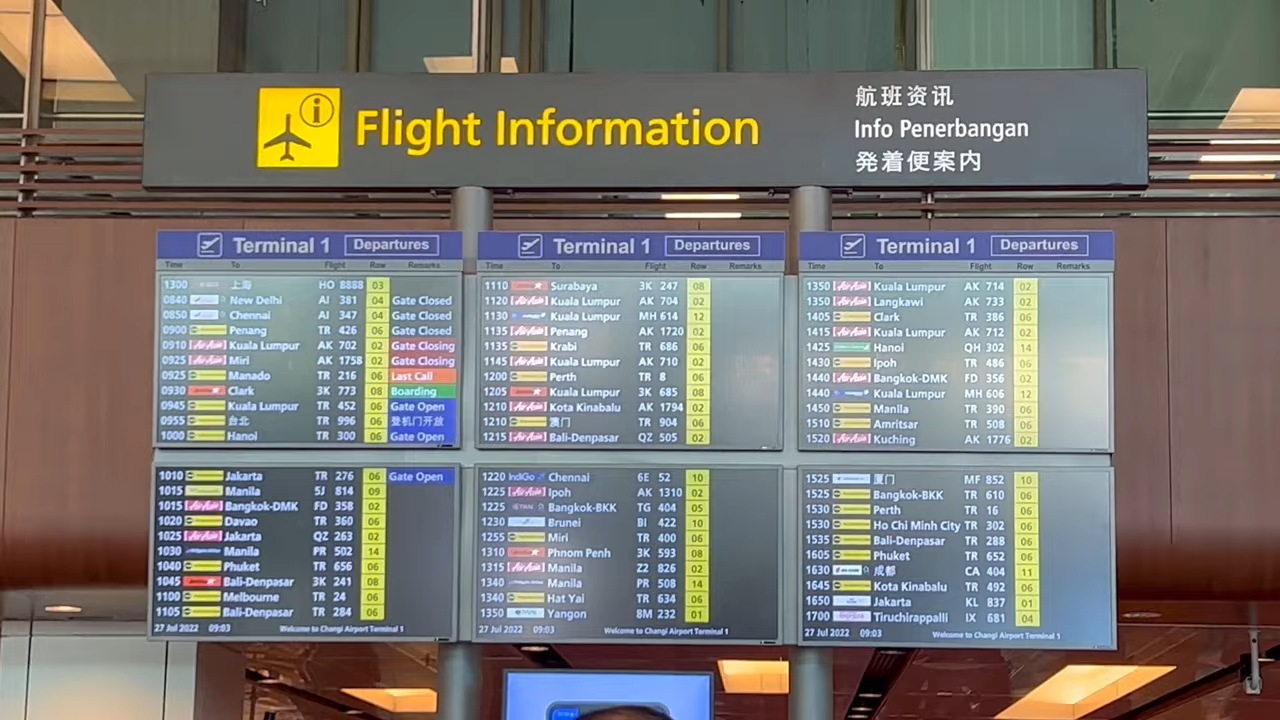 Flight Information
航班资讯
Info Penerbangan
発着便案内
Terminal 1 Departures
Time To Flight Row Remarks
1300 上海 HO 8888 03
0840 New Delhi AI 381 04 Gate Closed
0850 Chennai AI 347 04 Gate Closed
0900 Penang TR 426 06 Gate Closed
0910 AirAsia Kuala Lumpur AK 702 02 Gate Closing
0925 AirAsia Miri AK 1758 02 Gate Closing
0925 Manado TR 216 06 Last Call
0930 Clark 3K 773 08 Boarding
0945 Kuala Lumpur TR 452 06 Gate Open
0955 台北 TR 996 06 登机门开放
1000 Hanoi TR 300 06 Gate Open
1010 Jakarta TR 276 06 Gate Open
1015 Manila 5J 814 09
1015 AirAsia Bangkok-DMK FD 358 02
1020 Davao TR 360 06
1025 AirAsia Jakarta QZ 263 02
1030 Manila PR 502 14
1040 Phuket TR 656 06
1045 Bali-Denpasar 3K 241 08
1100 Melbourne TR 24 06
1105 Bali-Denpasar TR 284 06
27 Jul 2022 09:03 Welcome to Changi Airport Terminal 1
Terminal 1 Departures
Time To Flight Row Remarks
1110 Surabaya 3K 247 08
1120 AirAsia Kuala Lumpur AK 704 02
1130 Kuala Lumpur MH 614 12
1135 AirAsia Penang AK 1720 02
1135 Krabi TR 686 06
1145 AirAsia Kuala Lumpur AK 710 02
1200 Perth TR 8 06
1205 Kuala Lumpur 3K 685 08
1210 AirAsia Kota Kinabalu AK 1794 02
1210 澳门 TR 904 06
1215 AirAsia Bali-Denpasar QZ 505 02
1220 IndiGo Chennai 6E 52 10
1225 AirAsia Ipoh AK 1310 02
1225 Bangkok-BKK TG 404 05
1230 Brunei BI 422 10
1255 Miri TR 400 06
1310 Phnom Penh 3K 593 08
1315 AirAsia Manila Z2 826 02
1340 Manila PR 508 14
1340 Hat Yai TR 634 06
1350 Yangon 8M 232 01
27 Jul 2022 09:03 Welcome to Changi Airport Terminal 1
Terminal 1 Departures
Time To Flight Row Remarks
1350 AirAsia Kuala Lumpur AK 714 02
1350 AirAsia Langkawi AK 733 02
1405 Clark TR 386 06
1415 AirAsia Kuala Lumpur AK 712 02
1425 Hanoi QH 302 14
1430 Ipoh TR 486 06
1440 AirAsia Bangkok-DMK FD 356 02
1440 Kuala Lumpur MH 606 12
1450 Manila TR 390 06
1510 Amritsar TR 508 06
1520 AirAsia Kuching AK 1776 02
1525 厦门 MF 852 10
1525 Bangkok-BKK TR 610 06
1530 Perth TR 16 06
1530 Ho Chi Minh City TR 302 06
1535 Bali-Denpasar TR 288 06
1605 Phuket TR 652 06
1630 成都 CA 404 11
1645 Kota Kinabalu TR 492 06
1650 Jakarta KL 837 01
1700 Tiruchirappalli IX 681 04
27 Jul 2022 09:03 Welcome to Changi Airport Terminal 1